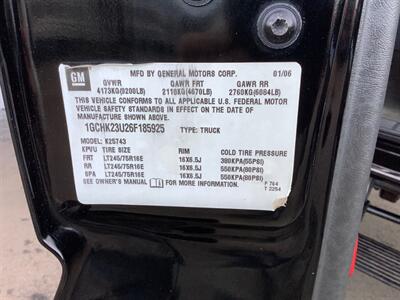 GM
MFD BY GENERAL MOTORS CORP. 01/06
GVWR GAWR FRT GAWR RR
4173KG(9200LB) 2118KG(4670LB) 2760KG(6084LB)
THIS VEHICLE CONFORMS TO ALL APPLICABLE U.S. FEDERAL MOTOR
VEHICLE SAFETY STANDARDS IN EFFECT ON THE DATE OF
MANUFACTURE SHOWN ABOVE.
1GCHK23U26F185925 TYPE: TRUCK
MODEL: K25743
KPVU TIRE SIZE RIM COLD TIRE PRESSURE
FRT LT245/75R16E 16X6.5J 380KPA(55PSI)
RR LT245/75R16E 16X6.5J 550KPA(80PSI)
SPA LT245/75R16E 16X6.5J 550KPA(80PSI)
SEE OWNER'S MANUAL FOR MORE INFORMATION.
P 764
T 2254